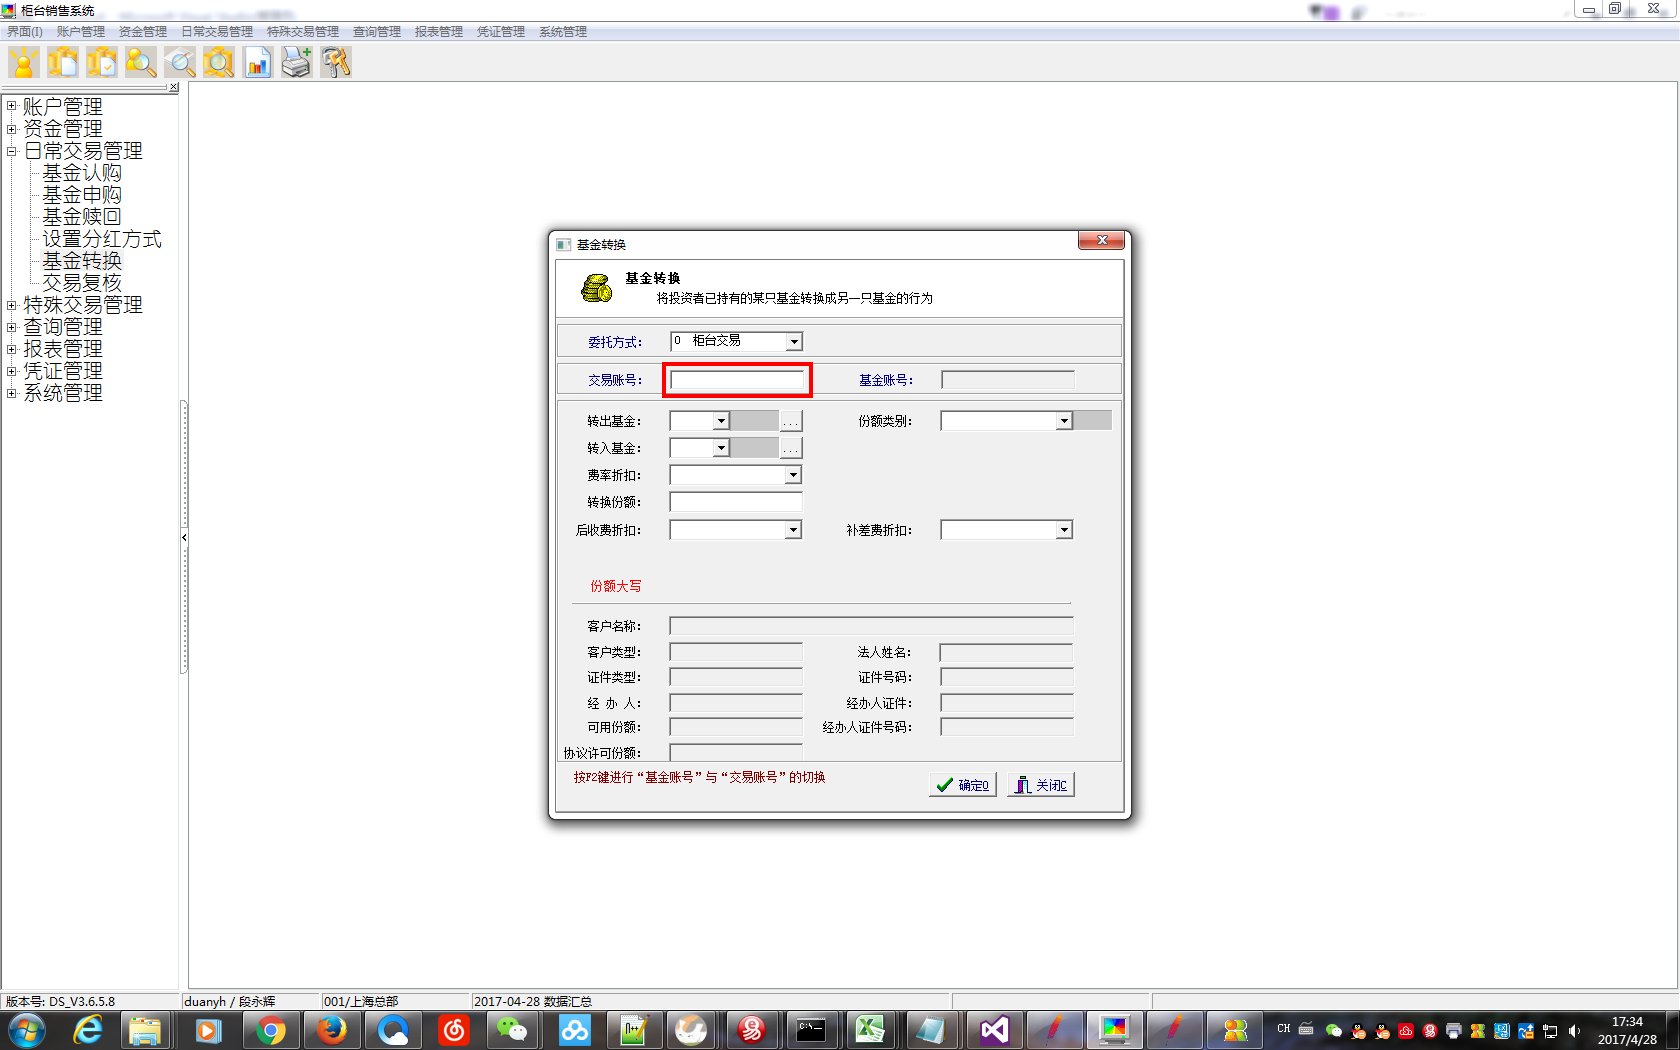 柜台销售系统
界面(I) 账户管理 资金管理 日常交易管理 特殊交易管理 查询管理 报表管理 凭证管理 系统管理
账户管理
资金管理
日常交易管理
基金认购
基金申购
基金赎回
设置分红方式
基金转换
交易复核
特殊交易管理
查询管理
报表管理
凭证管理
系统管理
基金转换
基金转换
将投资者已持有的某只基金转换成另一只基金的行为
委托方式: 0 柜台交易
交易账号: 基金账号:
转出基金: ... 份额类别:
转入基金: ...
费率折扣:
转换份额:
后收费折扣: 补差费折扣:
份额大写
客户名称:
客户类型: 法人姓名:
证件类型: 证件号码:
经 办 人: 经办人证件:
可用份额: 经办人证件号码:
协议许可份额:
按F2键进行“基金账号”与“交易账号”的切换
确定O 关闭C
版本号: DS_V3.6.5.8 duanyh / 段永辉 001/上海总部 2017-04-28 数据汇总
CH 17:34
2017/4/28